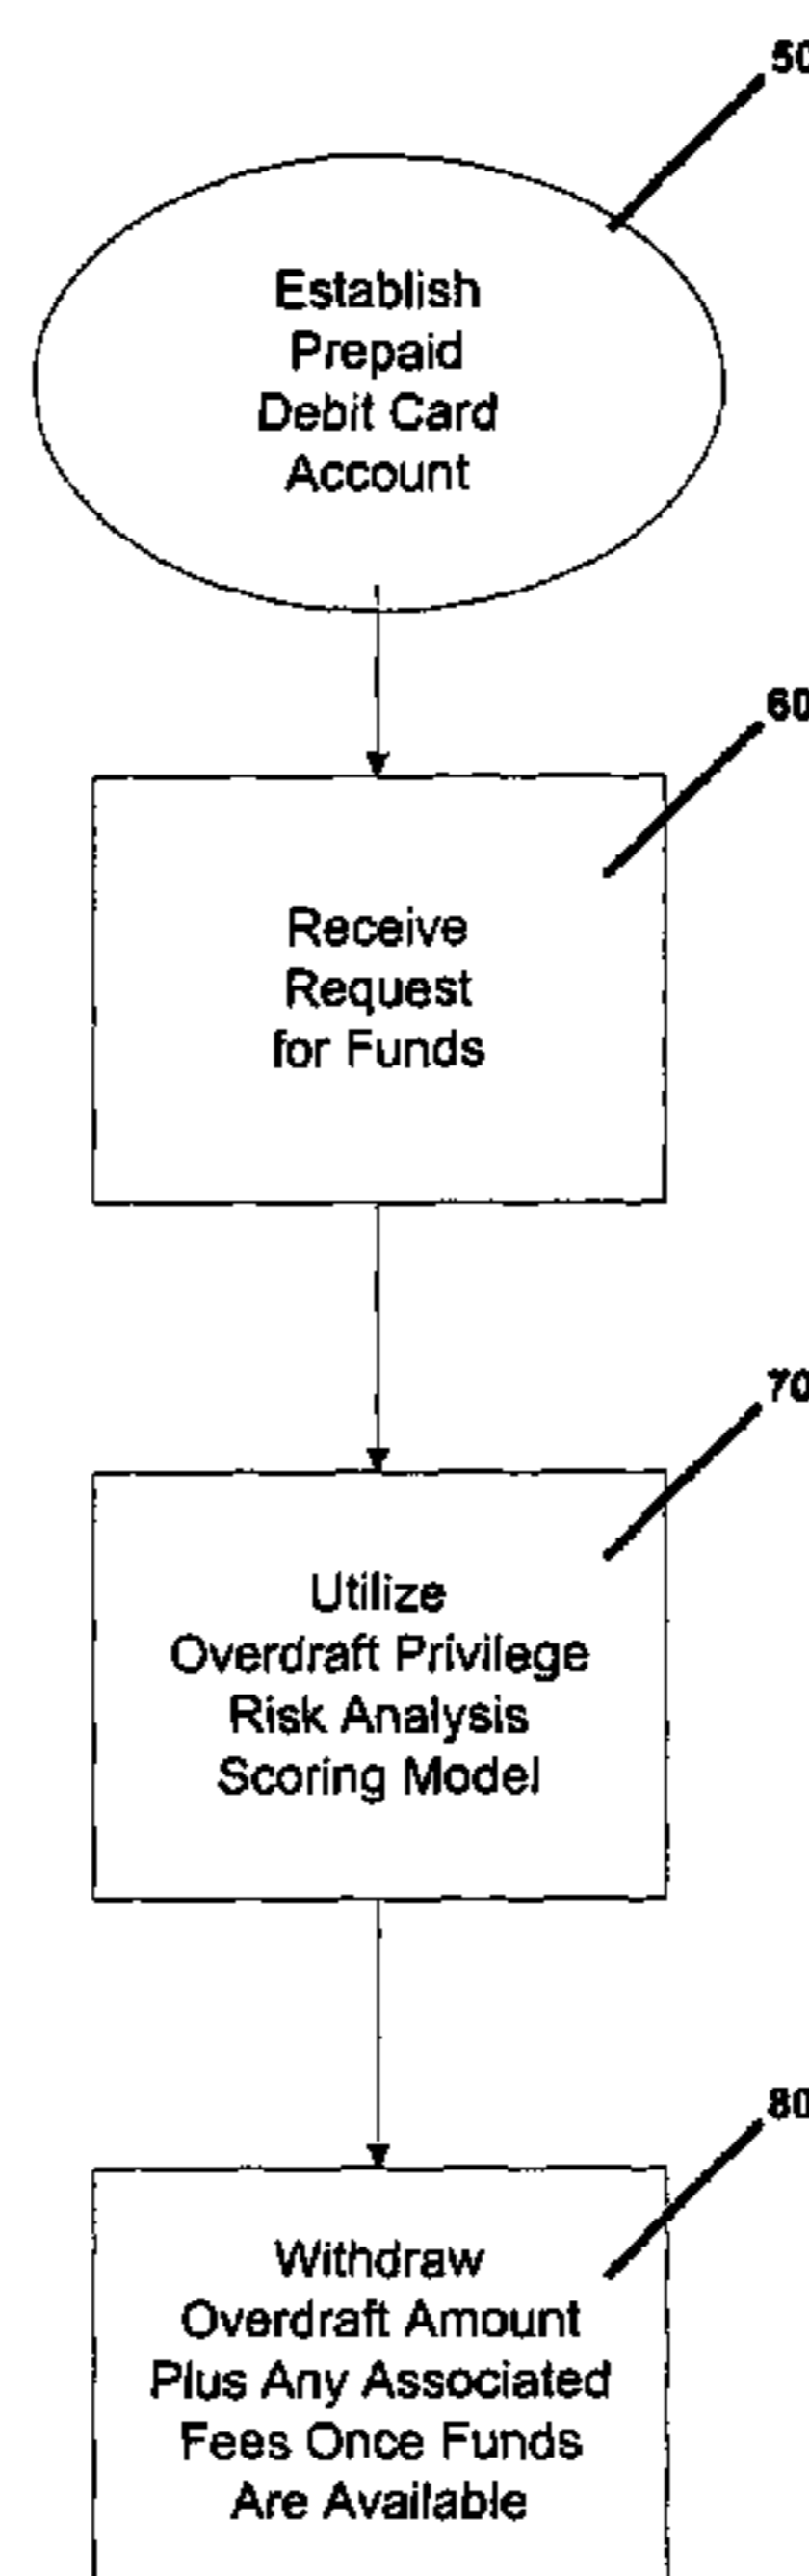 50
Establish
Prepaid
Debit Card
Account
60
Receive
Request
for Funds
70
Utilize
Overdraft Privilege
Risk Analysis
Scoring Model
80
Withdraw
Overdraft Amount
Plus Any Associated
Fees Once Funds
Are Available